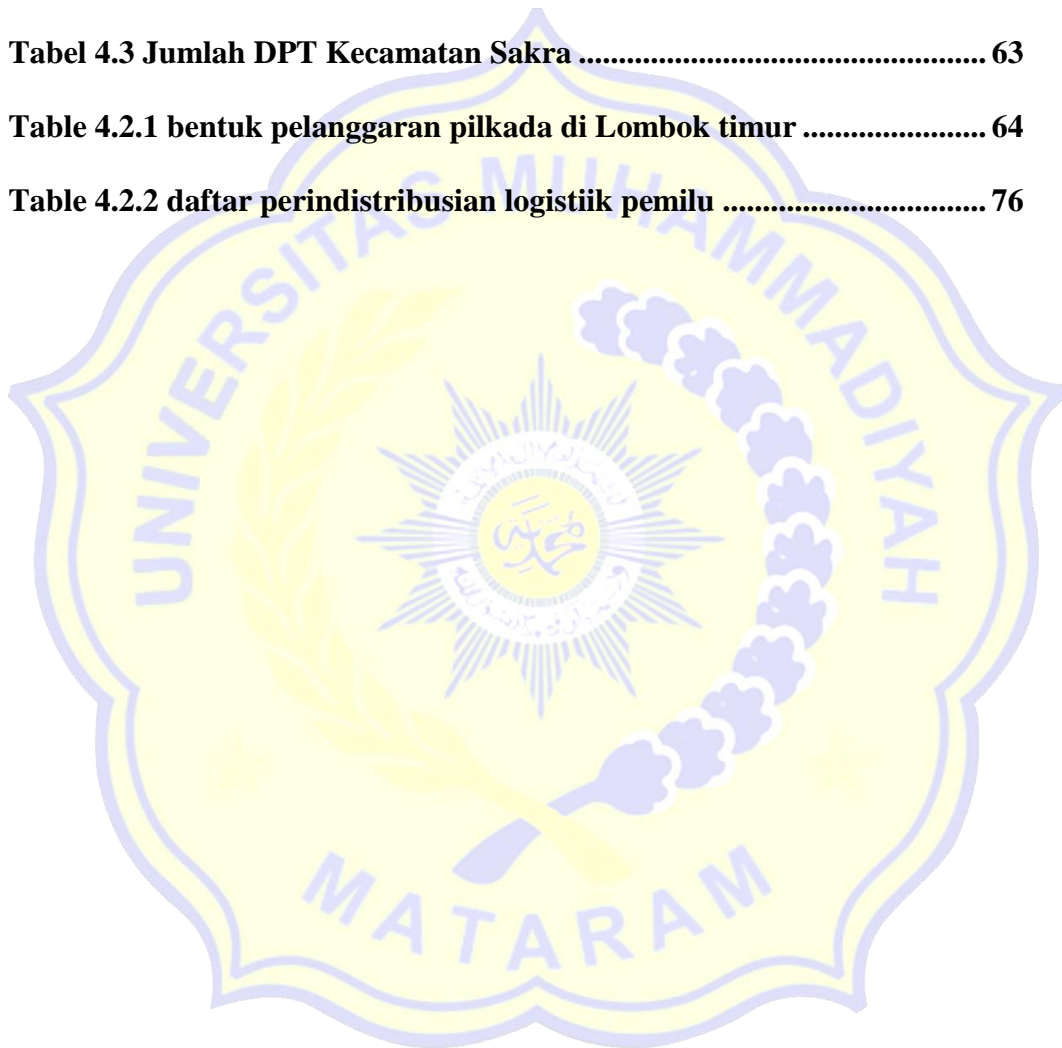 Tabel 4.3 Jumlah DPT Kecamatan Sakra .................................................... 63
Table 4.2.1 bentuk pelanggaran pilkada di Lombok timur ....................... 64
Table 4.2.2 daftar perindistribusian logistiik pemilu .................................. 76
UNIVERSITAS MUHAMMADIYAH
MATARAM